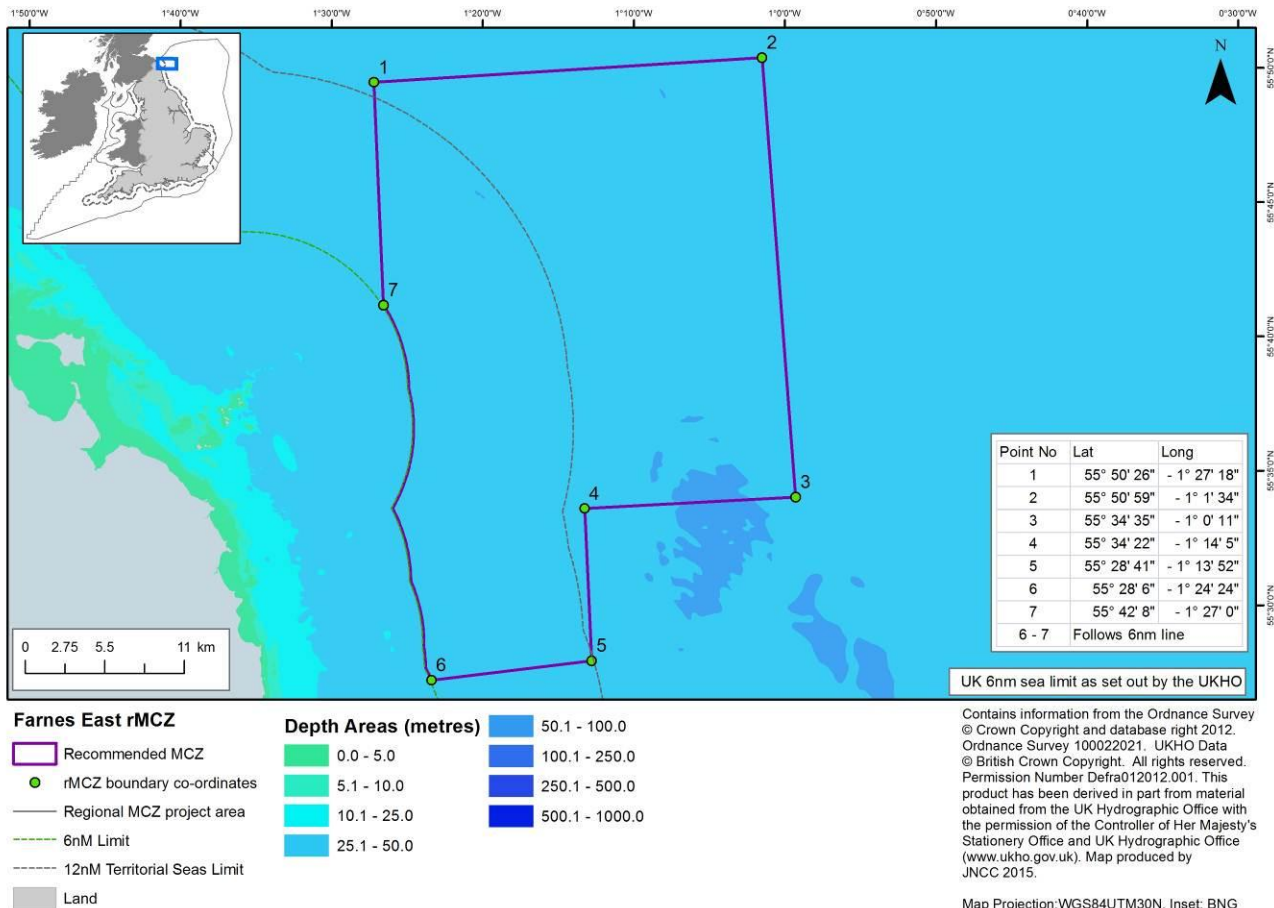 1°50'0"W 1°40'0"W 1°30'0"W 1°20'0"W 1°10'0"W 1°0'0"W 0°50'0"W 0°40'0"W 0°30'0"W
N
55°50'0"N
55°45'0"N
55°40'0"N
55°35'0"N
55°30'0"N
1
2
3
4
5
6
7
Point No Lat Long
1 55° 50' 26" - 1° 27' 18"
2 55° 50' 59" - 1° 1' 34"
3 55° 34' 35" - 1° 0' 11"
4 55° 34' 22" - 1° 14' 5"
5 55° 28' 41" - 1° 13' 52"
6 55° 28' 6" - 1° 24' 24"
7 55° 42' 8" - 1° 27' 0"
6 - 7 Follows 6nm line
UK 6nm sea limit as set out by the UKHO
0 2.75 5.5 11 km
Farnes East rMCZ
Recommended MCZ
rMCZ boundary co-ordinates
Regional MCZ project area
6nM Limit
12nM Territorial Seas Limit
Land
Depth Areas (metres)
0.0 - 5.0
5.1 - 10.0
10.1 - 25.0
25.1 - 50.0
50.1 - 100.0
100.1 - 250.0
250.1 - 500.0
500.1 - 1000.0
Contains information from the Ordnance Survey
© Crown Copyright and database right 2012.
Ordnance Survey 100022021. UKHO Data
© British Crown Copyright. All rights reserved.
Permission Number Defra012012.001. This
product has been derived in part from material
obtained from the UK Hydrographic Office with
the permission of the Controller of Her Majesty's
Stationery Office and UK Hydrographic Office
(www.ukho.gov.uk). Map produced by
JNCC 2015.
Map Projection:WGS84UTM30N. Inset: BNG